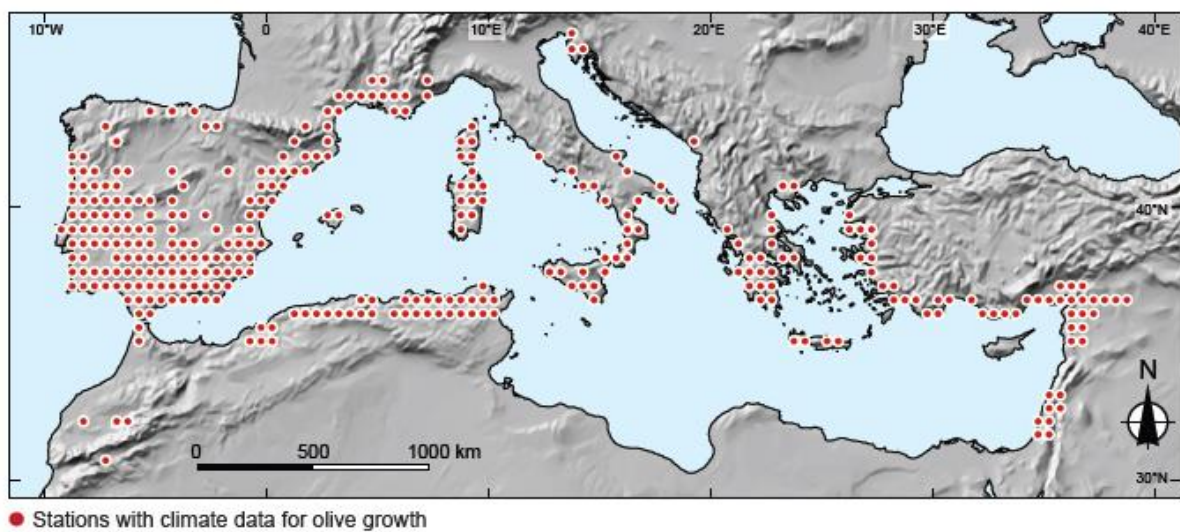 10°W 0 10°E 20°E 30°E 40°E
40°N
N
0 500 1000 km
30°N
Stations with climate data for olive growth